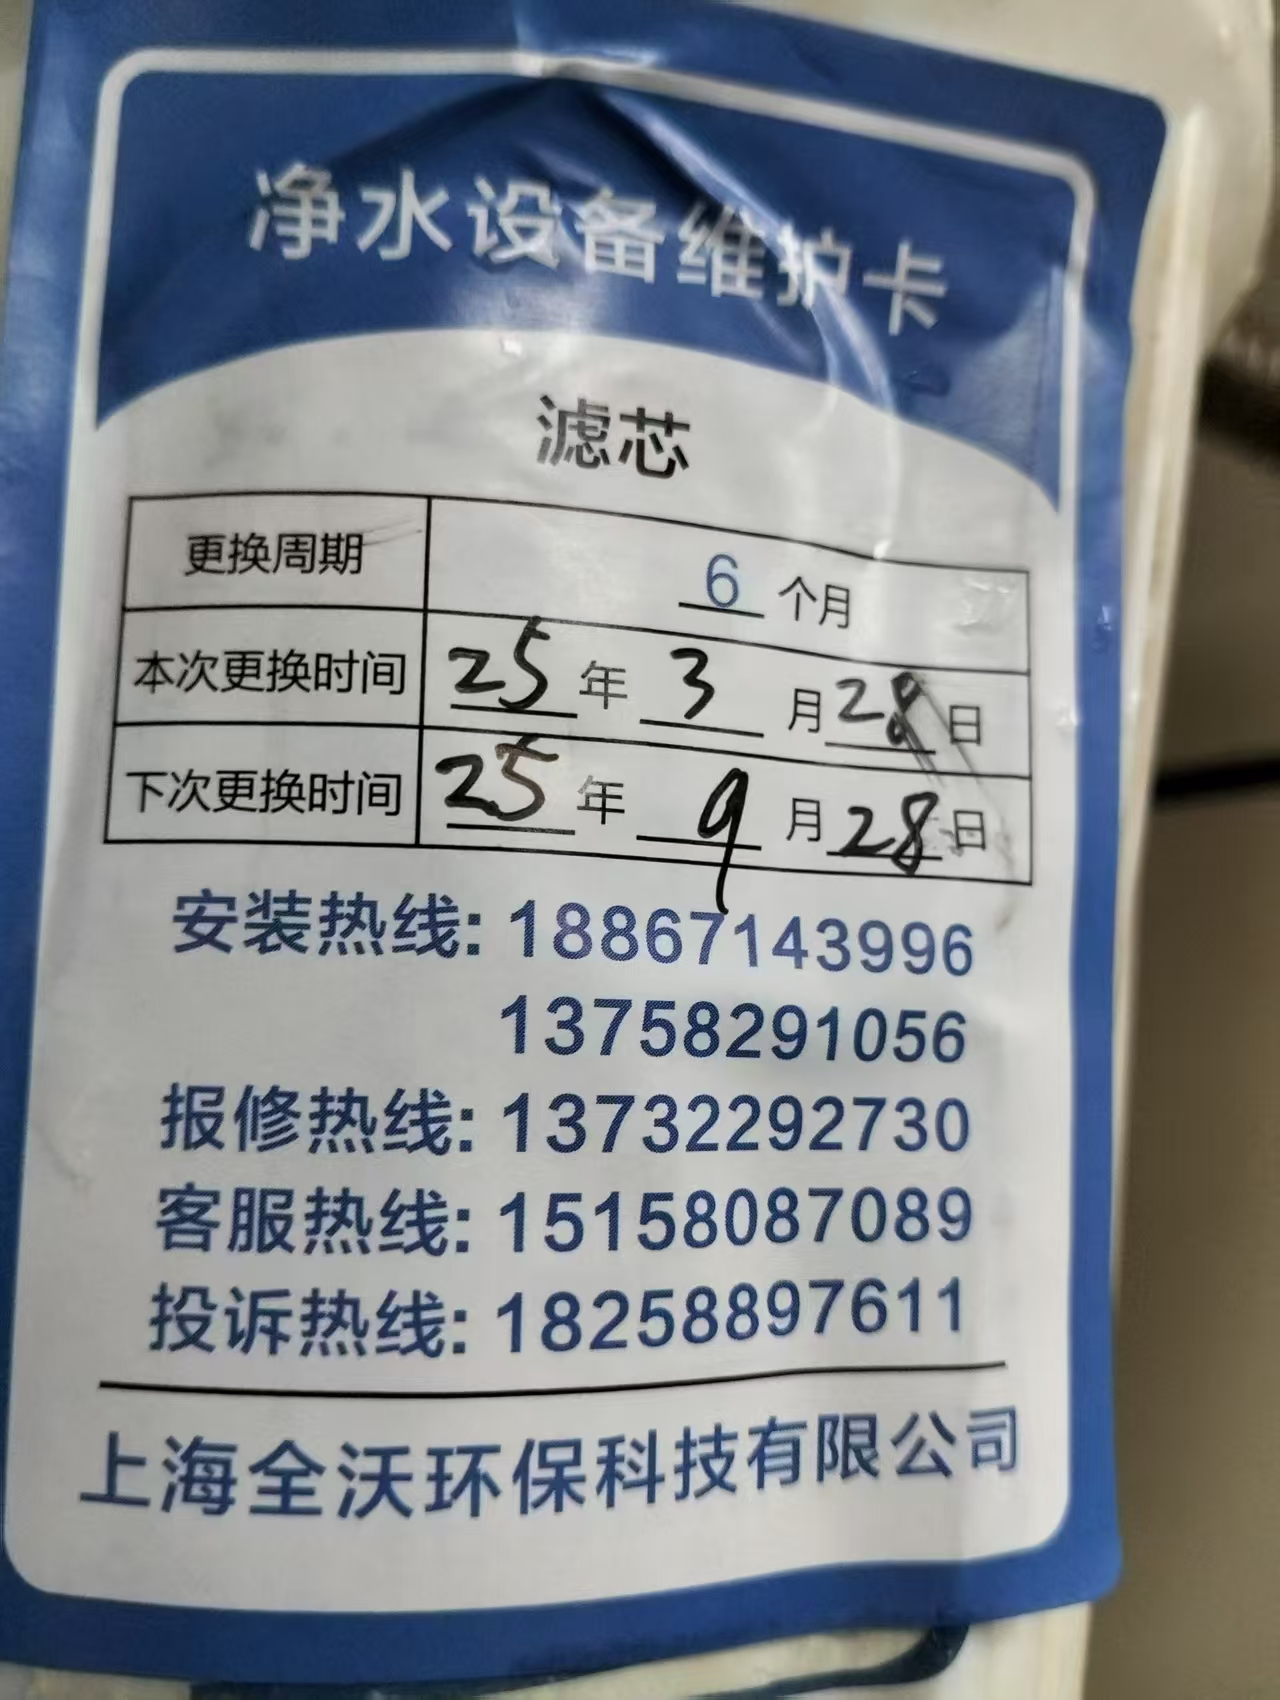 净水设备维护卡
滤芯
更换周期 6 个月
本次更换时间 25 年 3 月 28 日
下次更换时间 25 年 9 月 28 日
安装热线: 18867143996
13758291056
报修热线: 13732292730
客服热线: 15158087089
投诉热线: 18258897611
上海全沃环保科技有限公司